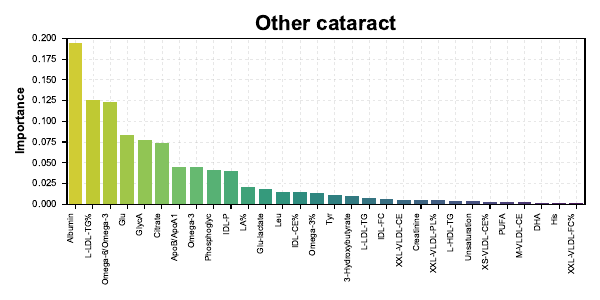 Other cataract
Importance
0.200
0.175
0.150
0.125
0.100
0.075
0.050
0.025
0.000
Albumin
L-LDL-TG%
Omega-6/Omega-3
Glu
GlycA
Citrate
ApoB/ApoA1
Omega-3
Phosphoglyc
IDL-P
LA%
Glu-lactate
Leu
IDL-CE%
Omega-3%
Tyr
3-Hydroxybutyrate
L-LDL-TG
IDL-FC
XXL-VLDL-CE
Creatinine
XXL-VLDL-PL%
L-HDL-TG
Unsaturation
XS-VLDL-CE%
PUFA
M-VLDL-CE
DHA
His
XXL-VLDL-FC%